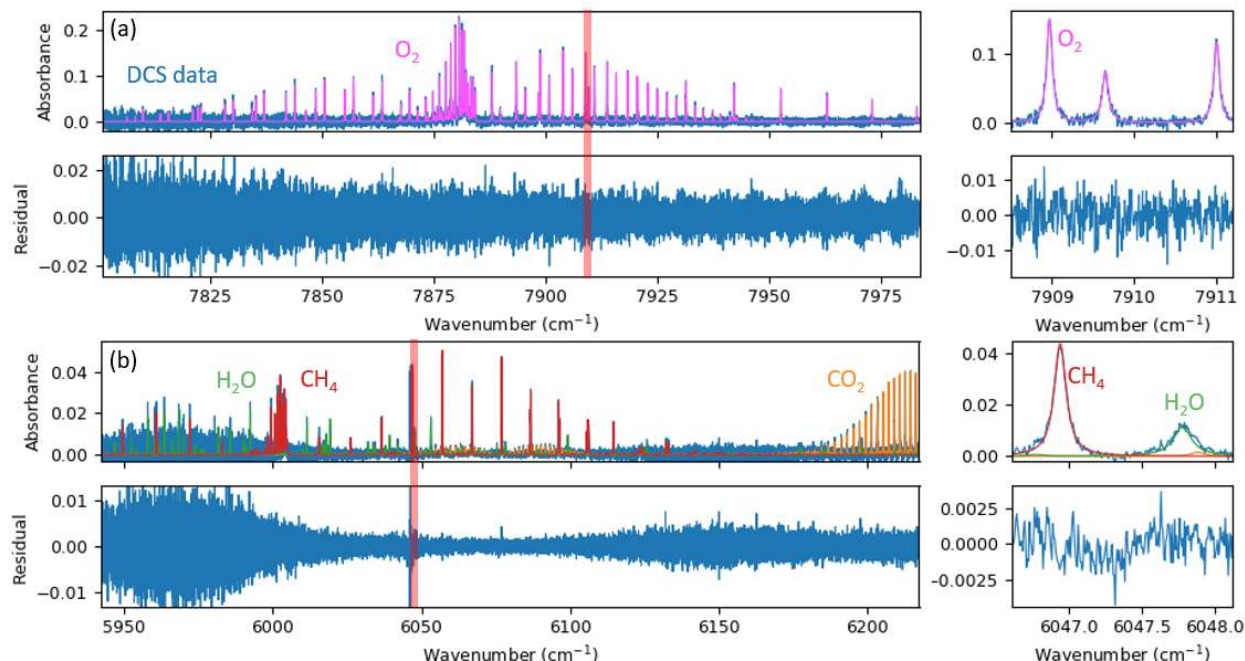 (a)
O2
DCS data
Absorbance
0.2
0.1
0.0
O2
0.1
0.0
Residual
0.02
0.00
−0.02
7825
7850
7875
7900
7925
7950
7975
Wavenumber (cm−1)
0.01
0.00
−0.01
7909
7910
7911
Wavenumber (cm−1)
(b)
H2O
CH4
CO2
Absorbance
0.04
0.02
0.00
CH4
H2O
0.04
0.02
0.00
Residual
0.01
0.00
−0.01
5950
6000
6050
6100
6150
6200
Wavenumber (cm−1)
0.0025
0.0000
−0.0025
6047.0
6047.5
6048.0
Wavenumber (cm−1)